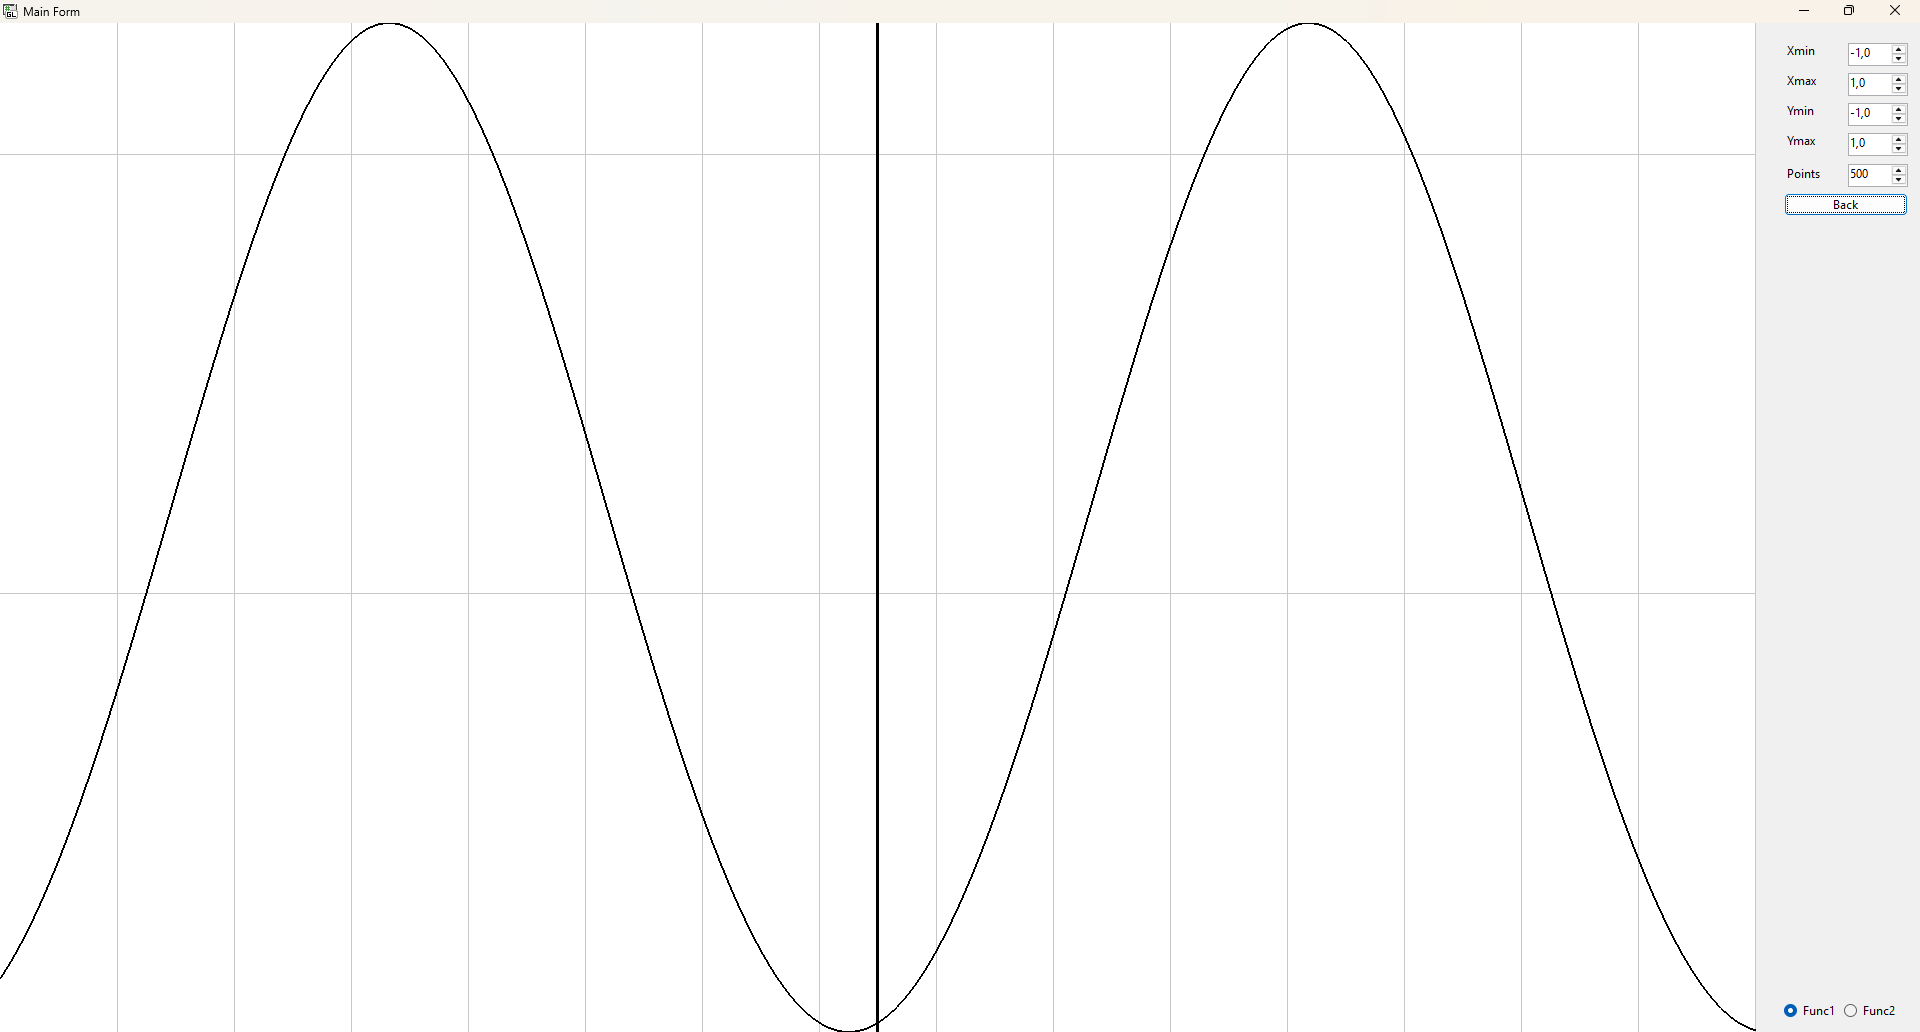 Main Form
Xmin -1,0
Xmax 1,0
Ymin -1,0
Ymax 1,0
Points 500
Back
Func1 Func2